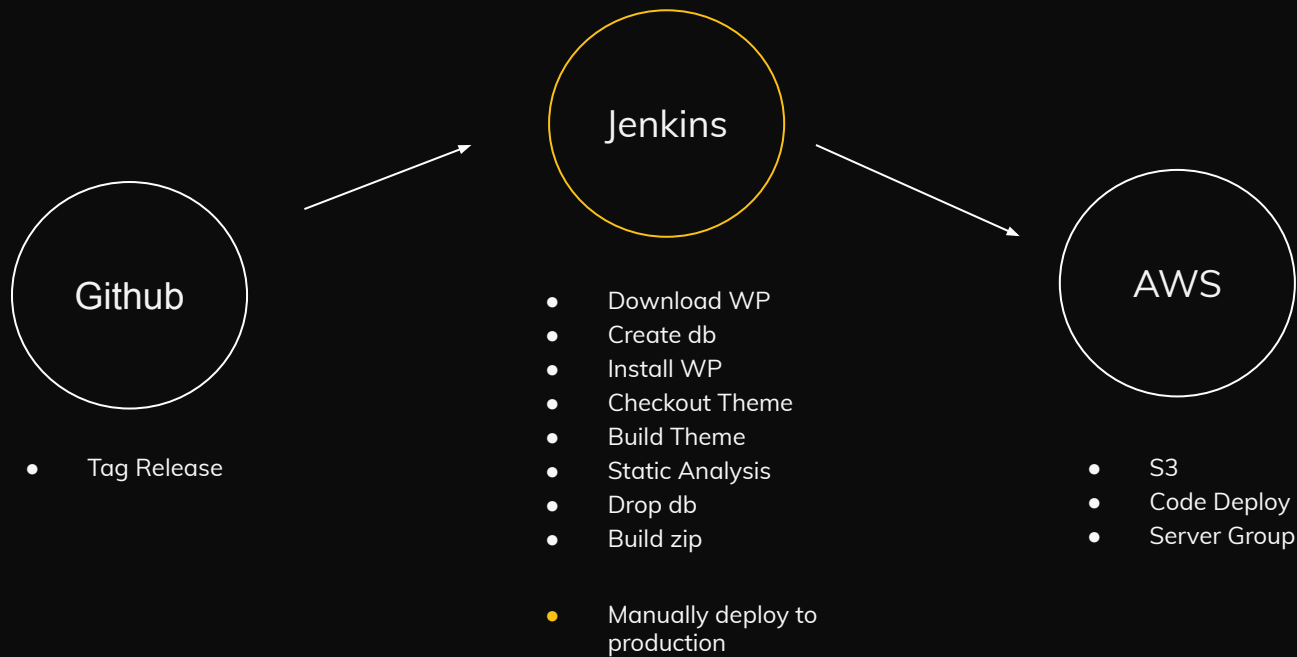 Jenkins
Github
AWS
Download WP
Create db
Install WP
Checkout Theme
Build Theme
Static Analysis
Drop db
Build zip
Manually deploy to
production
Tag Release
S3
Code Deploy
Server Group